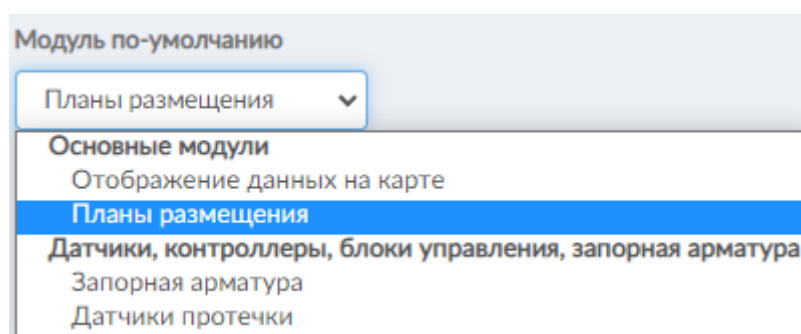 Модуль по-умолчанию
Планы размещения
Основные модули
Отображение данных на карте
Планы размещения
Датчики, контроллеры, блоки управления, запорная арматура
Запорная арматура
Датчики протечки